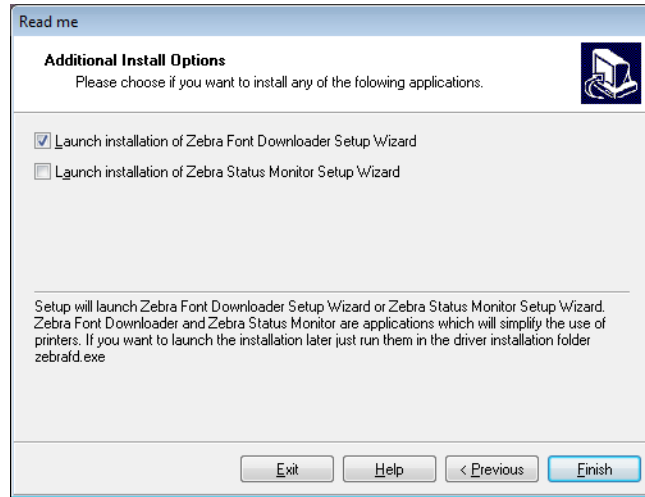 Read me
Additional Install Options
Please choose if you want to install any of the folowing applications.
Launch installation of Zebra Font Downloader Setup Wizard
Launch installation of Zebra Status Monitor Setup Wizard
Setup will launch Zebra Font Downloader Setup Wizard or Zebra Status Monitor Setup Wizard.
Zebra Font Downloader and Zebra Status Monitor are applications which will simplify the use of
printers. If you want to launch the installation later just run them in the driver installation folder
zebrafd.exe
Exit
Help
< Previous
Finish